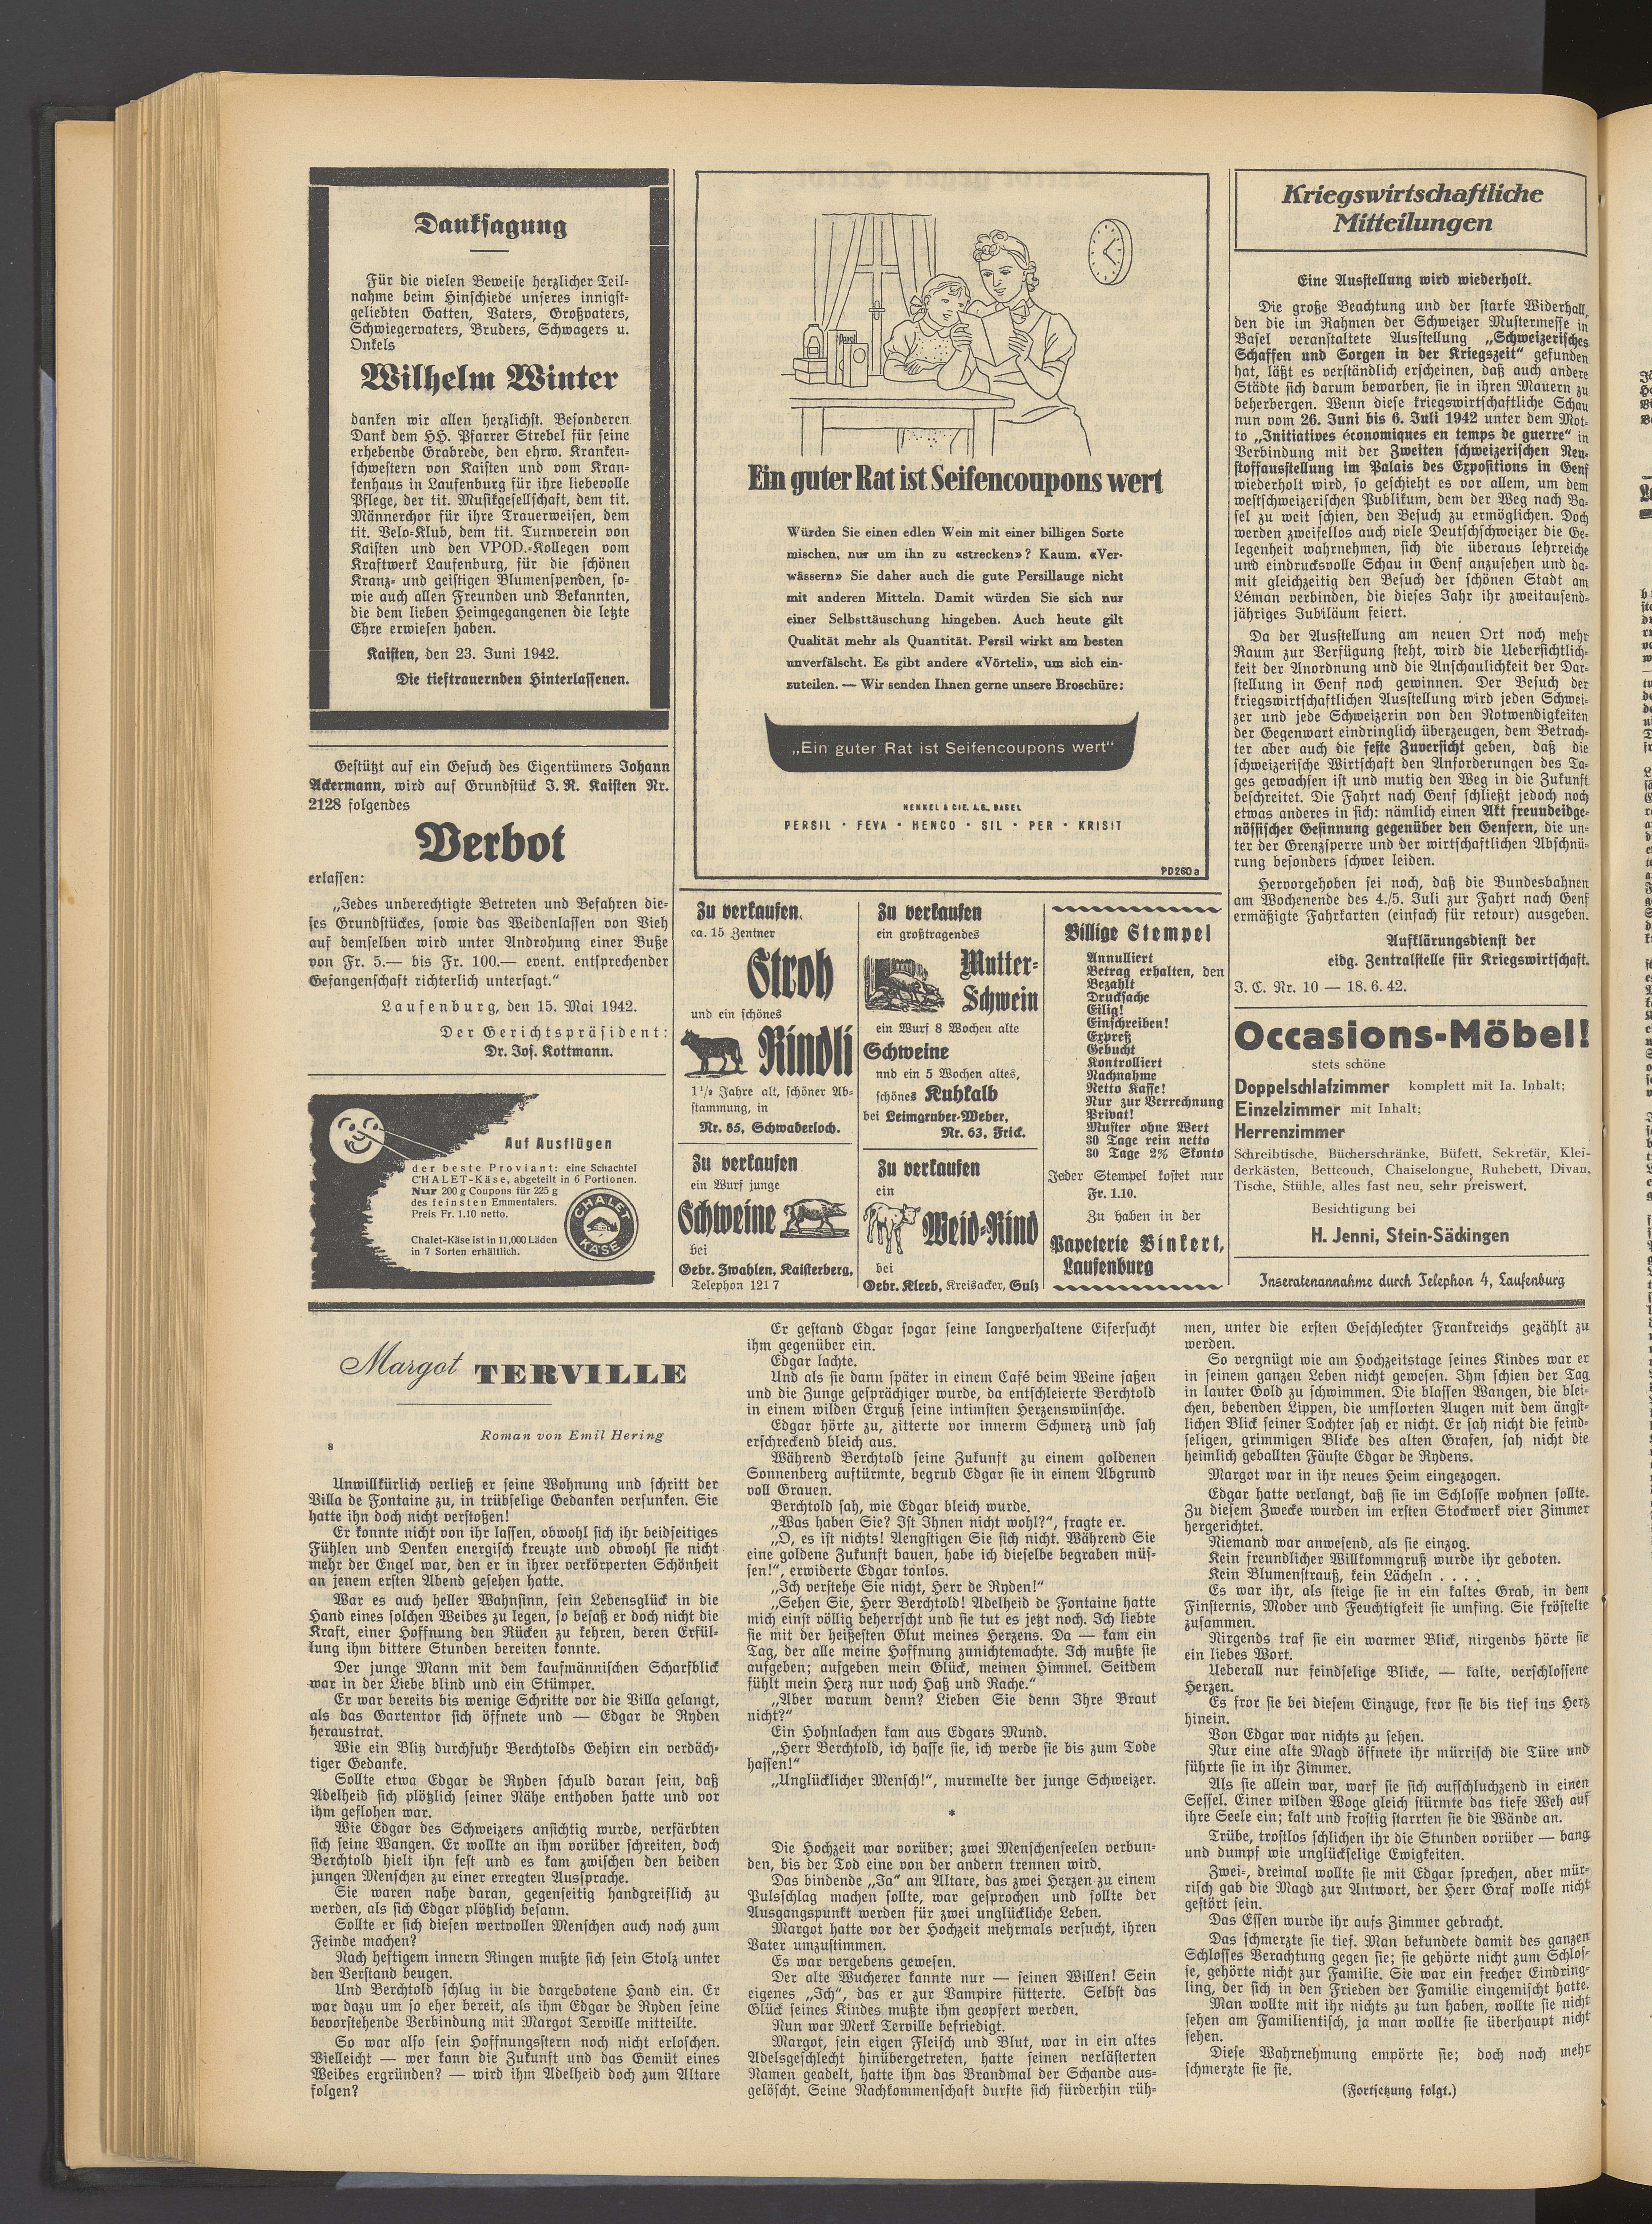 Danksagung
Für die vielen Beweise herzlicher Teil-
nahme beim Hinschiede unseres innigst-
geliebten Gatten, Vaters, Großvaters,
Schwiegervaters, Bruders, Schwagers u.
Onkels
Wilhelm Winter
danken wir allen herzlichst. Besonderen
Dank dem HH. Pfarrer Strebel für seine
erhebende Grabrede, den ehrw. Kranken-
schwestern von Kaisten und vom Kran-
kenhaus in Laufenburg für ihre liebevolle
Pflege, der tit. Musikgesellschaft, dem tit.
Männerchor für ihre Trauerweisen, dem
tit. Velo-Klub, dem tit. Turnverein von
Kaisten und den VPOD.-Kollegen vom
Kraftwerk Laufenburg, für die schönen
Kranz- und geistigen Blumenspenden, so-
wie auch allen Freunden und Bekannten,
die dem lieben Heimgegangenen die letzte
Ehre erwiesen haben.
Kaisten, den 23. Juni 1942.
Die tieftrauernden Hinterlassenen.
Gestützt auf ein Gesuch des Eigentümers Johann
Ackermann, wird auf Grundstück J. R. Kaisten Nr.
2128 folgendes
Verbot
erlassen:
„Jedes unberechtigte Betreten und Befahren die-
ses Grundstückes, sowie das Weidenlassen von Vieh
auf demselben wird unter Androhung einer Buße
von Fr. 5.— bis Fr. 100.— event. entsprechender
Gefangenschaft richterlich untersagt.“
Laufenburg, den 15. Mai 1942.
Der Gerichtspräsident:
Dr. Jos. Kottmann.
Auf Ausflügen
der beste Proviant: eine Schachtel
CHALET-Käse, abgeteilt in 6 Portionen.
Nur 200 g Coupons für 225 g
des feinsten Emmentalers.
Preis Fr. 1.10 netto.
Chalet-Käse ist in 11,000 Läden
in 7 Sorten erhältlich.
CHALET
KÄSE
Persil
Ein guter Rat ist Seifencoupons wert
Würden Sie einen edlen Wein mit einer billigen Sorte
mischen, nur um ihn zu «strecken»? Kaum. «Ver-
wässern» Sie daher auch die gute Persillauge nicht
mit anderen Mitteln. Damit würden Sie sich nur
einer Selbsttäuschung hingeben. Auch heute gilt
Qualität mehr als Quantität. Persil wirkt am besten
unverfälscht. Es gibt andere «Vörteli», um sich ein-
zuteilen. — Wir senden Ihnen gerne unsere Broschüre:
„Ein guter Rat ist Seifencoupons wert“
HENKEL & CIE. A.G., BASEL
PERSIL · FEVA · HENCO · SIL · PER · KRISIT
PD260a
Zu verkaufen
ca. 15 Zentner
Stroh
und ein schönes
Rindli
1½ Jahre alt, schöner Ab-
stammung, in
Nr. 85, Schwaderloch.
Zu verkaufen
ein Wurf junge
Schweine
bei
Gebr. Zwahlen, Kaisterberg,
Telephon 121 7
Zu verkaufen
ein großtragendes
Mutter-
Schwein
ein Wurf 8 Wochen alte
Schweine
nnd ein 5 Wochen altes,
schönes Kuhkalb
bei Leimgruber-Weber,
Nr. 63, Frick.
Zu verkaufen
ein
Weid-Rind
bei
Gebr. Kleeb, Kreisacker, Sulz
Billige Stempel
Annulliert
Betrag erhalten, den
Bezahlt
Drucksache
Eilig!
Einschreiben!
Expreß
Gebucht
Kontrolliert
Nachnahme
Netto Kasse!
Nur zur Verrechnung
Privat!
Muster ohne Wert
30 Tage rein netto
30 Tage 2% Skonto
Jeder Stempel kostet nur
Fr. 1.10.
Zu haben in der
Papeterie Binkert,
Laufenburg
Kriegswirtschaftliche
Mitteilungen
Eine Ausstellung wird wiederholt.
Die große Beachtung und der starke Widerhall,
den die im Rahmen der Schweizer Mustermesse in
Basel veranstaltete Ausstellung „Schweizerisches
Schaffen und Sorgen in der Kriegszeit“ gefunden
hat, läßt es verständlich erscheinen, daß auch andere
Städte sich darum bewarben, sie in ihren Mauern zu
beherbergen. Wenn diese kriegswirtschaftliche Schau
nun vom 26. Juni bis 6. Juli 1942 unter dem Mot-
to „Initiatives économiques en temps de guerre“ in
Verbindung mit der Zweiten schweizerischen Neu-
stoffausstellung im Palais des Expositions in Genf
wiederholt wird, so geschieht es vor allem, um dem
westschweizerischen Publikum, dem der Weg nach Ba-
sel zu weit schien, den Besuch zu ermöglichen. Doch
werden zweifellos auch viele Deutschschweizer die Ge-
legenheit wahrnehmen, sich die überaus lehrreiche
und eindrucksvolle Schau in Genf anzusehen und da-
mit gleichzeitig den Besuch der schönen Stadt am
Léman verbinden, die dieses Jahr ihr zweitausend-
jähriges Jubiläum feiert.
Da der Ausstellung am neuen Ort noch mehr
Raum zur Verfügung steht, wird die Uebersichtlich-
keit der Anordnung und die Anschaulichkeit der Dar-
stellung in Genf noch gewinnen. Der Besuch der
kriegswirtschaftlichen Ausstellung wird jeden Schwei-
zer und jede Schweizerin von den Notwendigkeiten
der Gegenwart eindringlich überzeugen, dem Betrach-
ter aber auch die feste Zuversicht geben, daß die
schweizerische Wirtschaft den Anforderungen des Ta-
ges gewachsen ist und mutig den Weg in die Zukunft
beschreitet. Die Fahrt nach Genf schließt jedoch noch
etwas anderes in sich: nämlich einen Akt freundeidge-
nössischer Gesinnung gegenüber den Genfern, die un-
ter der Grenzsperre und der wirtschaftlichen Abschnü-
rung besonders schwer leiden.
Hervorgehoben sei noch, daß die Bundesbahnen
am Wochenende des 4./5. Juli zur Fahrt nach Genf
ermäßigte Fahrkarten (einfach für retour) ausgeben.
Aufklärungsdienst der
eidg. Zentralstelle für Kriegswirtschaft.
J. C. Nr. 10 — 18. 6. 42.
Occasions-Möbel!
stets schöne
Doppelschlafzimmer komplett mit Ia. Inhalt;
Einzelzimmer mit Inhalt;
Herrenzimmer
Schreibtische, Bücherschränke, Büfett, Sekretär, Klei-
derkästen, Bettcouch, Chaiselongue, Ruhebett, Divan,
Tische, Stühle, alles fast neu, sehr preiswert.
Besichtigung bei
H. Jenni, Stein-Säckingen
Inseratenannahme durch Telephon 4, Laufenburg
Margot TERVILLE
Roman von Emil Hering
8
Unwillkürlich verließ er seine Wohnung und schritt der
Villa de Fontaine zu, in trübselige Gedanken versunken. Sie
hatte ihn doch nicht verstoßen!
Er konnte nicht von ihr lassen, obwohl sich ihr beidseitiges
Fühlen und Denken energisch kreuzte und obwohl sie nicht
mehr der Engel war, den er in ihrer verkörperten Schönheit
an jenem ersten Abend gesehen hatte.
War es auch heller Wahnsinn, sein Lebensglück in die
Hand eines solchen Weibes zu legen, so besaß er doch nicht die
Kraft, einer Hoffnung den Rücken zu kehren, deren Erfül-
lung ihm bittere Stunden bereiten konnte.
Der junge Mann mit dem kaufmännischen Scharfblick
war in der Liebe blind und ein Stümper.
Er war bereits bis wenige Schritte vor die Villa gelangt,
als das Gartentor sich öffnete und — Edgar de Ryden
heraustrat.
Wie ein Blitz durchfuhr Berchtolds Gehirn ein verdäch-
tiger Gedanke.
Sollte etwa Edgar de Ryden schuld daran sein, daß
Adelheid sich plötzlich seiner Nähe enthoben hatte und vor
ihm geflohen war.
Wie Edgar des Schweizers ansichtig wurde, verfärbten
sich seine Wangen. Er wollte an ihm vorüber schreiten, doch
Berchtold hielt ihn fest und es kam zwischen den beiden
jungen Menschen zu einer erregten Aussprache.
Sie waren nahe daran, gegenseitig handgreiflich zu
werden, als sich Edgar plötzlich besann.
Sollte er sich diesen wertvollen Menschen auch noch zum
Feinde machen?
Nach heftigem innern Ringen mußte sich sein Stolz unter
den Verstand beugen.
Und Berchtold schlug in die dargebotene Hand ein. Er
war dazu um so eher bereit, als ihm Edgar de Ryden seine
bevorstehende Verbindung mit Margot Terville mitteilte.
So war also sein Hoffnungsstern noch nicht erloschen.
Vielleicht — wer kann die Zukunft und das Gemüt eines
Weibes ergründen? — wird ihm Adelheid doch zum Altare
folgen?
Er gestand Edgar sogar seine langverhaltene Eifersucht
ihm gegenüber ein.
Edgar lachte.
Und als sie dann später in einem Café beim Weine saßen
und die Zunge gesprächiger wurde, da entschleierte Berchtold
in einem wilden Erguß seine intimsten Herzenswünsche.
Edgar hörte zu, zitterte vor innerm Schmerz und sah
erschreckend bleich aus.
Während Berchtold seine Zukunft zu einem goldenen
Sonnenberg auftürmte, begrub Edgar sie in einem Abgrund
voll Grauen.
Berchtold sah, wie Edgar bleich wurde.
„Was haben Sie? Ist Ihnen nicht wohl?“, fragte er.
„O, es ist nichts! Aengstigen Sie sich nicht. Während Sie
eine goldene Zukunft bauen, habe ich dieselbe begraben müs-
sen!“, erwiderte Edgar tonlos.
„Ich verstehe Sie nicht, Herr de Ryden!“
„Sehen Sie, Herr Berchtold! Adelheid de Fontaine hatte
mich einst völlig beherrscht und sie tut es jetzt noch. Ich liebte
sie mit der heißesten Glut meines Herzens. Da — kam ein
Tag, der alle meine Hoffnung zunichtemachte. Ich mußte sie
aufgeben; aufgeben mein Glück, meinen Himmel. Seitdem
fühlt mein Herz nur noch Haß und Rache.“
„Aber warum denn? Lieben Sie denn Ihre Braut
nicht?“
Ein Hohnlachen kam aus Edgars Mund.
„Herr Berchtold, ich hasse sie, ich werde sie bis zum Tode
hassen!“
„Unglücklicher Mensch!“, murmelte der junge Schweizer.
*
Die Hochzeit war vorüber; zwei Menschenseelen verbun-
den, bis der Tod eine von der andern trennen wird.
Das bindende „Ja“ am Altare, das zwei Herzen zu einem
Pulsschlag machen sollte, war gesprochen und sollte der
Ausgangspunkt werden für zwei unglückliche Leben.
Margot hatte vor der Hochzeit mehrmals versucht, ihren
Vater umzustimmen.
Es war vergebens gewesen.
Der alte Wucherer kannte nur — seinen Willen! Sein
eigenes „Ich“, das er zur Vampire fütterte. Selbst das
Glück seines Kindes mußte ihm geopfert werden.
Nun war Merk Terville befriedigt.
Margot, sein eigen Fleisch und Blut, war in ein altes
Adelsgeschlecht hinübergetreten, hatte seinen verlästerten
Namen geadelt, hatte ihm das Brandmal der Schande aus-
gelöscht. Seine Nachkommenschaft durfte sich fürderhin rüh-
men, unter die ersten Geschlechter Frankreichs gezählt zu
werden.
So vergnügt wie am Hochzeitstage seines Kindes war er
in seinem ganzen Leben nicht gewesen. Ihm schien der Tag
in lauter Gold zu schwimmen. Die blassen Wangen, die blei-
chen, bebenden Lippen, die umflorten Augen mit dem ängst-
lichen Blick seiner Tochter sah er nicht. Er sah nicht die feind-
seligen, grimmigen Blicke des alten Grafen, sah nicht die
heimlich geballten Fäuste Edgar de Rydens.
Margot war in ihr neues Heim eingezogen.
Edgar hatte verlangt, daß sie im Schlosse wohnen sollte.
Zu diesem Zwecke wurden im ersten Stockwerk vier Zimmer
hergerichtet.
Niemand war anwesend, als sie einzog.
Kein freundlicher Willkommgruß wurde ihr geboten.
Kein Blumenstrauß, kein Lächeln . . . .
Es war ihr, als steige sie in ein kaltes Grab, in dem
Finsternis, Moder und Feuchtigkeit sie umfing. Sie fröstelte
zusammen.
Nirgends traf sie ein warmer Blick, nirgends hörte sie
ein liebes Wort.
Ueberall nur feindselige Blicke, — kalte, verschlossene
Herzen.
Es fror sie bei diesem Einzuge, fror sie bis tief ins Herz
hinein.
Von Edgar war nichts zu sehen.
Nur eine alte Magd öffnete ihr mürrisch die Türe und
führte sie in ihr Zimmer.
Als sie allein war, warf sie sich aufschluchzend in einen
Sessel. Einer wilden Woge gleich stürmte das tiefe Weh auf
ihre Seele ein; kalt und frostig starrten sie die Wände an.
Trübe, trostlos schlichen ihr die Stunden vorüber — bang
und dumpf wie unglückselige Ewigkeiten.
Zwei-, dreimal wollte sie mit Edgar sprechen, aber mür-
risch gab die Magd zur Antwort, der Herr Graf wolle nicht
gestört sein.
Das Essen wurde ihr aufs Zimmer gebracht.
Das schmerzte sie tief. Man bekundete damit des ganzen
Schlosses Verachtung gegen sie; sie gehörte nicht zum Schlos-
se, gehörte nicht zur Familie. Sie war ein frecher Eindring-
ling, der sich in den Frieden der Familie eingemischt hatte.
Man wollte mit ihr nichts zu tun haben, wollte sie nicht
sehen am Familientisch, ja man wollte sie überhaupt nicht
sehen.
Diese Wahrnehmung empörte sie; doch noch mehr
schmerzte sie sie.
(Fortsetzung folgt.)